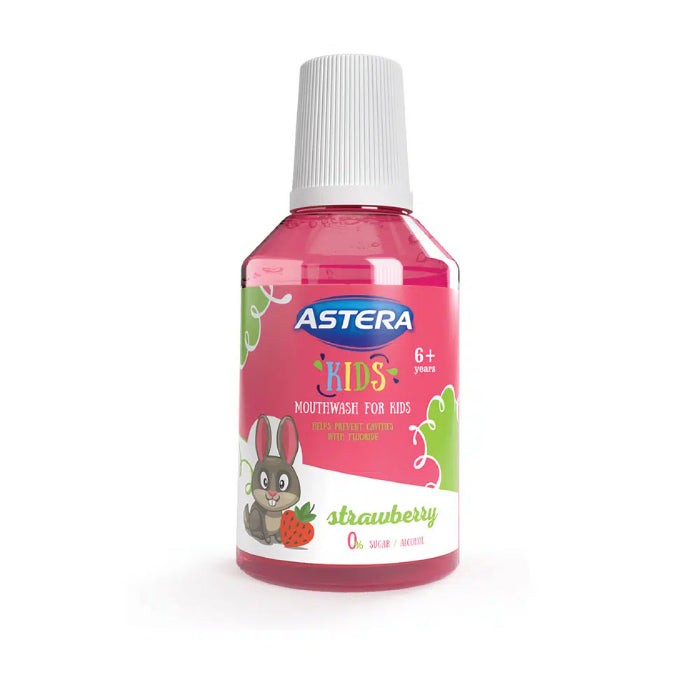 ASTERA
KIDS
6+
years
MOUTHWASH FOR KIDS
HELPS PREVENT CAVITIES
WITH FLUORIDE
strawberry
0% SUGAR / ALCOHOL